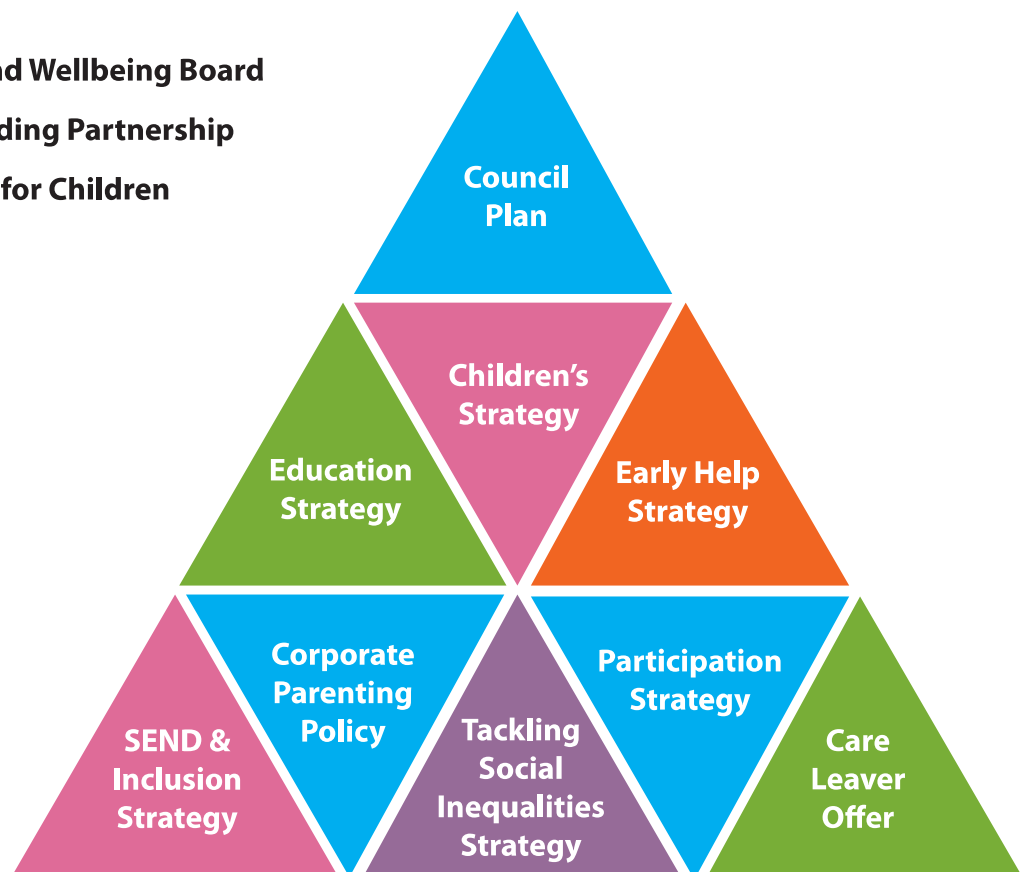 nd Wellbeing Board
ding Partnership
for Children
Council
Plan
Children's
Strategy
Education
Strategy
Early Help
Strategy
Corporate
Parenting
Policy
Participation
Strategy
SEND &
Inclusion
Strategy
Tackling
Social
Inequalities
Strategy
Care
Leaver
Offer